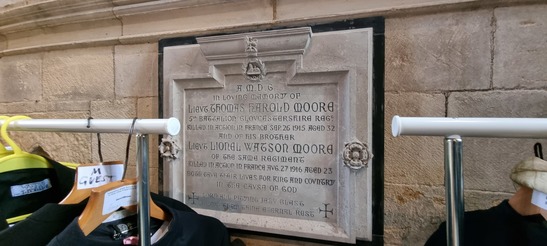 A.M.D.G.
IN LOVING MEMORY OF
LIEUT THOMAS HAROLD MOORE
5TH BATTALION GLOUCESTERSHIRE REGT
KILLED IN ACTION IN FRANCE SEP. 26 1915 AGED 32
AND OF HIS BROTHER
LIEUT LIONEL WATSON MOORE
OF THE SAME REGIMENT
KILLED IN ACTION IN FRANCE AUG 27 1916 AGED 23
WHO GAVE THEIR LIVES FOR KING AND COUNTRY
IN THE FAITH OF GOD
M
GUEST